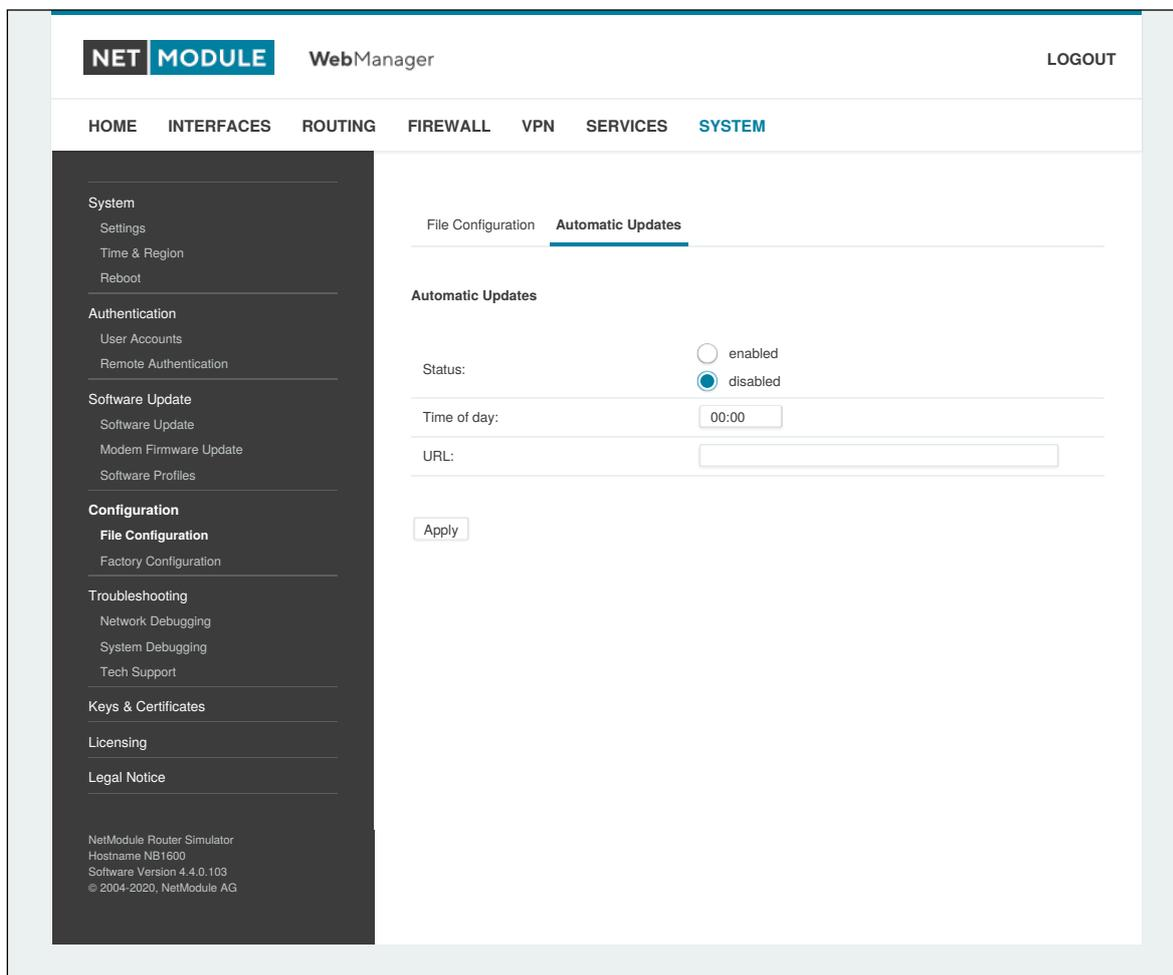 NET MODULE WebManager LOGOUT
HOME INTERFACES ROUTING FIREWALL VPN SERVICES SYSTEM
System
Settings
Time & Region
Reboot
Authentication
User Accounts
Remote Authentication
Software Update
Software Update
Modem Firmware Update
Software Profiles
Configuration
File Configuration
Factory Configuration
Troubleshooting
Network Debugging
System Debugging
Tech Support
Keys & Certificates
Licensing
Legal Notice
NetModule Router Simulator
Hostname NB1600
Software Version 4.4.0.103
© 2004-2020, NetModule AG
File Configuration Automatic Updates
Automatic Updates
Status:
enabled
disabled
Time of day: 00:00
URL:
Apply